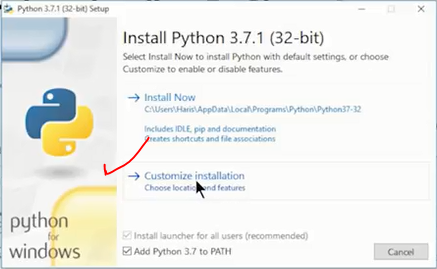 Python 3.7.1 (32-bit) Setup
Install Python 3.7.1 (32-bit)
Select Install Now to install Python with default settings, or choose
Customize to enable or disable features.
Install Now
C:\Users\Haris\AppData\Local\Programs\Python\Python37-32
Includes IDLE, pip and documentation
Creates shortcuts and file associations
Customize installation
Choose location and features
python
for
windows
Install launcher for all users (recommended)
Add Python 3.7 to PATH
Cancel